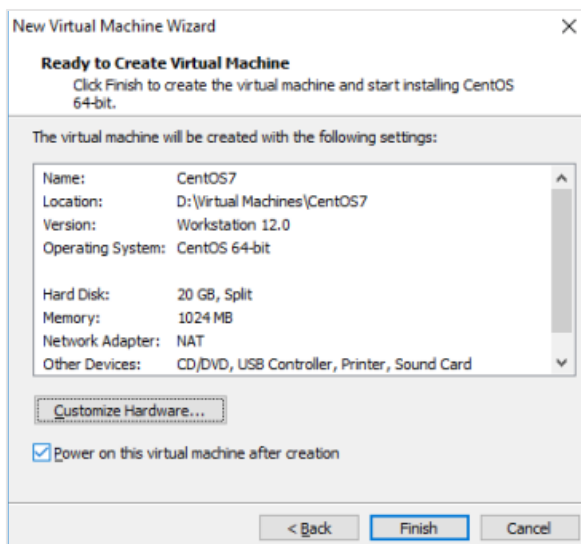 New Virtual Machine Wizard
Ready to Create Virtual Machine
Click Finish to create the virtual machine and start installing CentOS
64-bit.
The virtual machine will be created with the following settings:
Name: CentOS7
Location: D:\Virtual Machines\CentOS7
Version: Workstation 12.0
Operating System: CentOS 64-bit
Hard Disk: 20 GB, Split
Memory: 1024 MB
Network Adapter: NAT
Other Devices: CD/DVD, USB Controller, Printer, Sound Card
Customize Hardware...
Power on this virtual machine after creation
< Back Finish Cancel